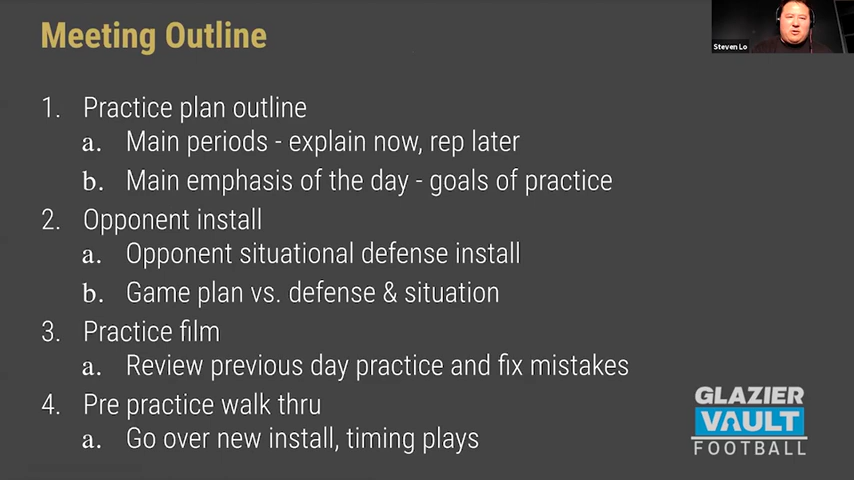 Meeting Outline
Steven Lo
1. Practice plan outline
a. Main periods - explain now, rep later
b. Main emphasis of the day - goals of practice
2. Opponent install
a. Opponent situational defense install
b. Game plan vs. defense & situation
3. Practice film
a. Review previous day practice and fix mistakes
4. Pre practice walk thru
a. Go over new install, timing plays
GLAZIER
VAULT
FOOTBALL